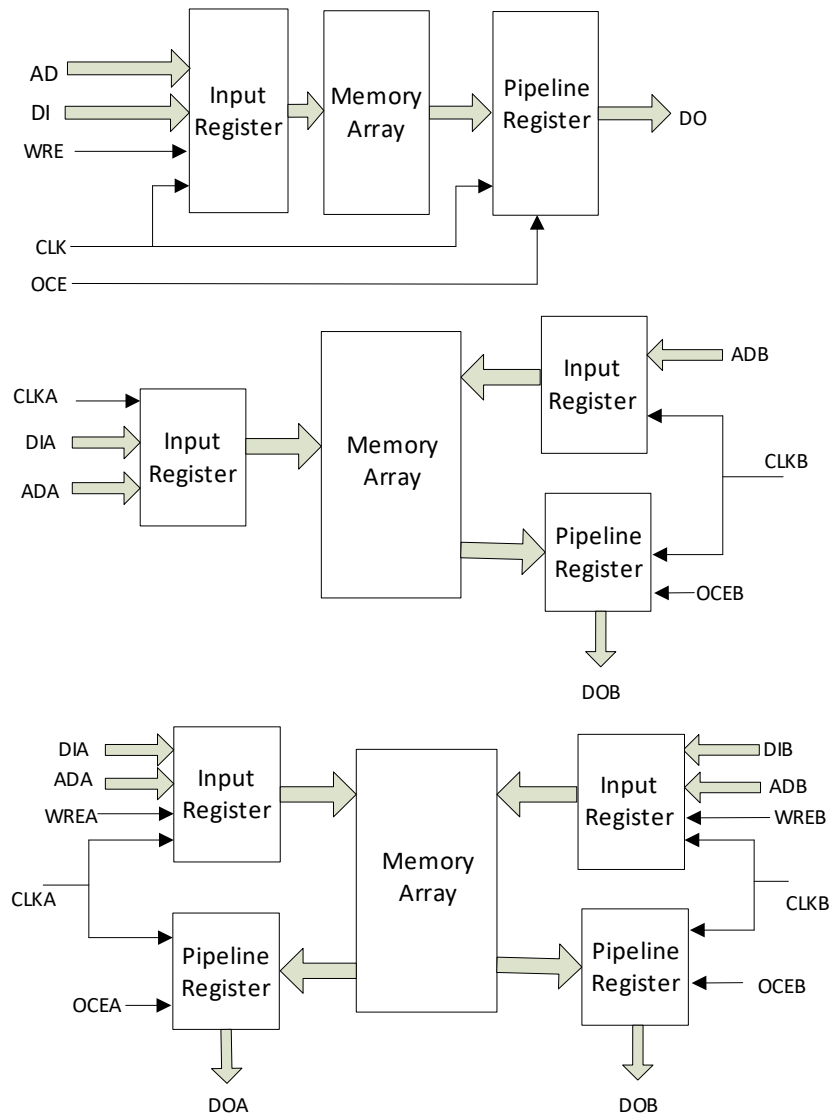 AD
DI
WRE
CLK
OCE
Input
Register
Memory
Array
Pipeline
Register
DO
CLKA
DIA
ADA
Input
Register
Memory
Array
Input
Register
ADB
CLKB
Pipeline
Register
OCEB
DOB
DIA
ADA
WREA
CLKA
OCEA
Input
Register
Pipeline
Register
DOA
Memory
Array
Input
Register
Pipeline
Register
DIB
ADB
WREB
CLKB
OCEB
DOB